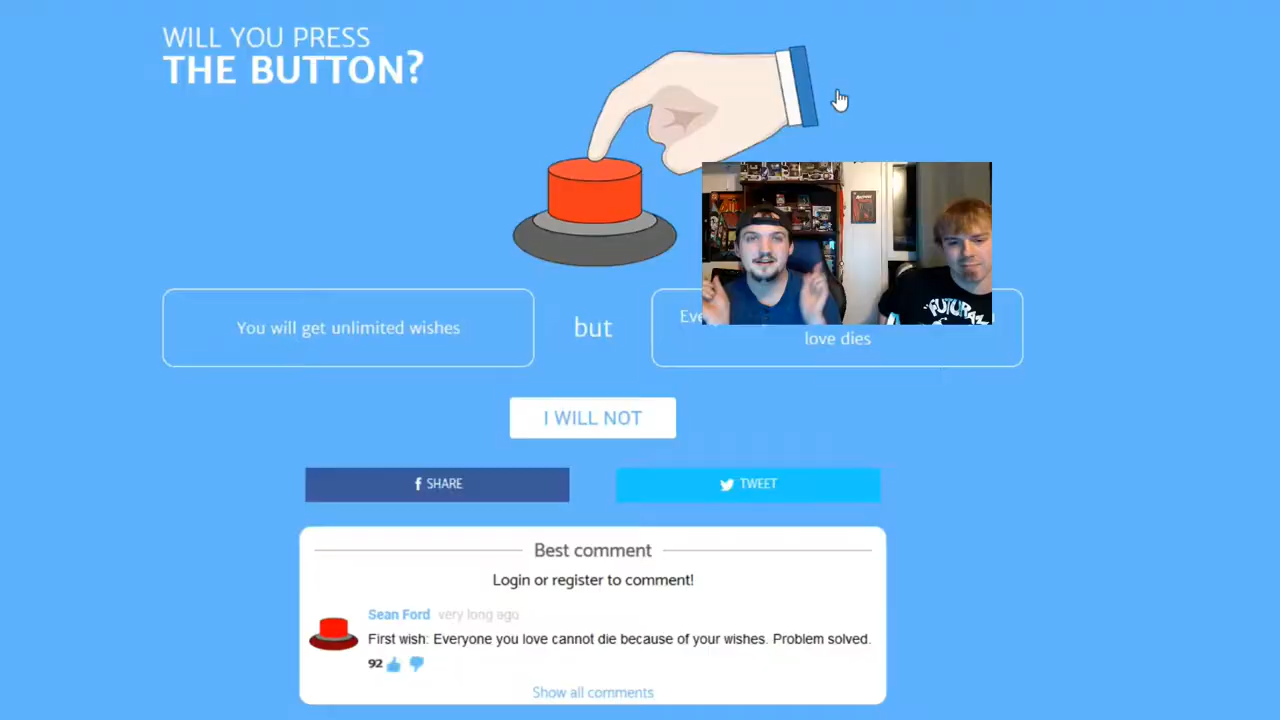 WILL YOU PRESS
THE BUTTON?
You will get unlimited wishes
but
love dies
I WILL NOT
SHARE
TWEET
Best comment
Login or register to comment!
Sean Ford very long ago
First wish: Everyone you love cannot die because of your wishes. Problem solved.
92
Show all comments